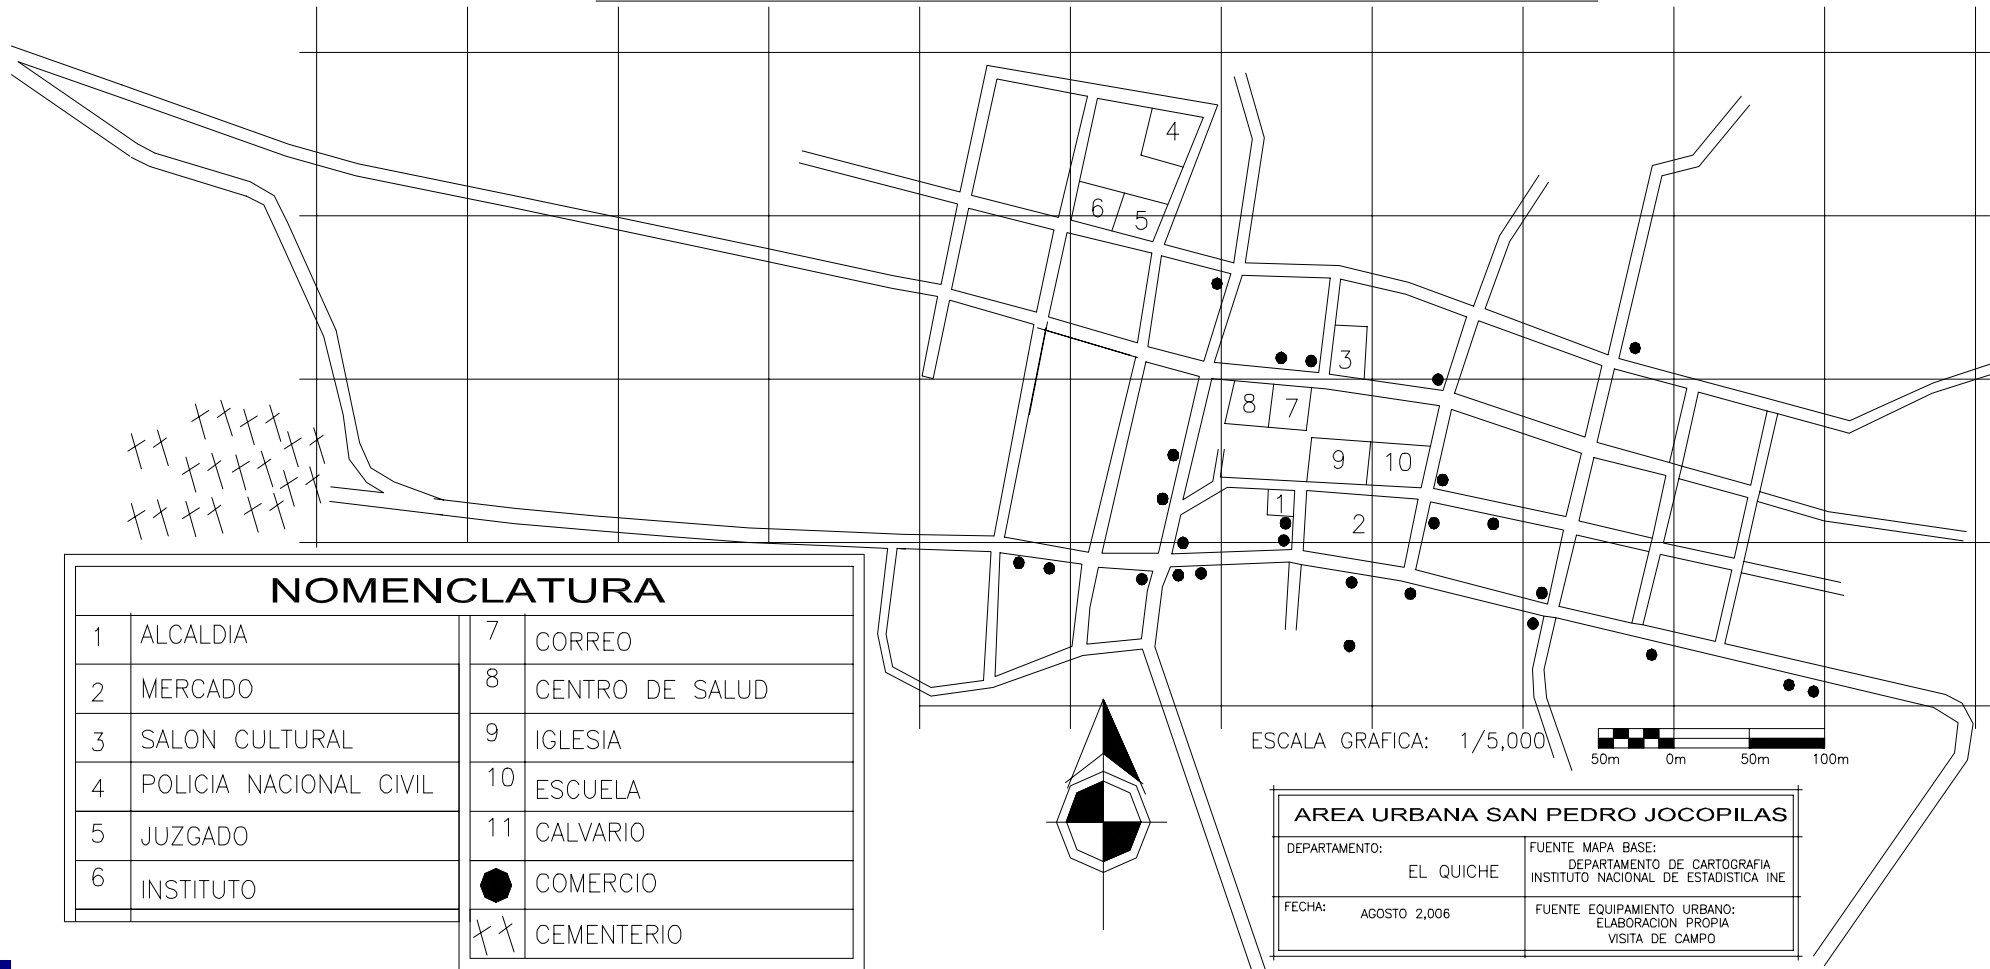 4
6
5
3
8
7
9
10
1
2
NOMENCLATURA
1 ALCALDIA
2 MERCADO
3 SALON CULTURAL
4 POLICIA NACIONAL CIVIL
5 JUZGADO
6 INSTITUTO
7 CORREO
8 CENTRO DE SALUD
9 IGLESIA
10 ESCUELA
11 CALVARIO
COMERCIO
CEMENTERIO
ESCALA GRAFICA: 1/5,000
50m 0m 50m 100m
AREA URBANA SAN PEDRO JOCOPILAS
DEPARTAMENTO:
EL QUICHE
FUENTE MAPA BASE:
DEPARTAMENTO DE CARTOGRAFIA
INSTITUTO NACIONAL DE ESTADISTICA INE
FECHA:
AGOSTO 2,006
FUENTE EQUIPAMIENTO URBANO:
ELABORACION PROPIA
VISITA DE CAMPO